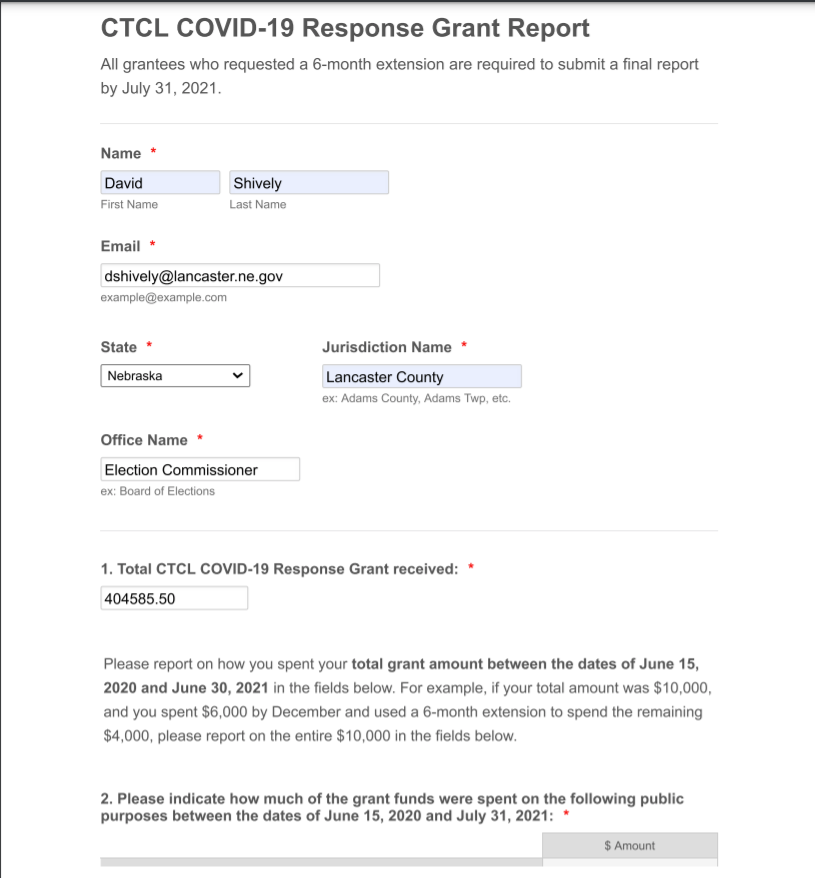 CTCL COVID-19 Response Grant Report
All grantees who requested a 6-month extension are required to submit a final report
by July 31, 2021.
Name *
David Shively
First Name Last Name
Email *
dshively@lancaster.ne.gov
example@example.com
State * Jurisdiction Name *
Nebraska Lancaster County
ex: Adams County, Adams Twp, etc.
Office Name *
Election Commissioner
ex: Board of Elections
1. Total CTCL COVID-19 Response Grant received: *
404585.50
Please report on how you spent your total grant amount between the dates of June 15,
2020 and June 30, 2021 in the fields below. For example, if your total amount was $10,000,
and you spent $6,000 by December and used a 6-month extension to spend the remaining
$4,000, please report on the entire $10,000 in the fields below.
2. Please indicate how much of the grant funds were spent on the following public
purposes between the dates of June 15, 2020 and July 31, 2021: *
$ Amount